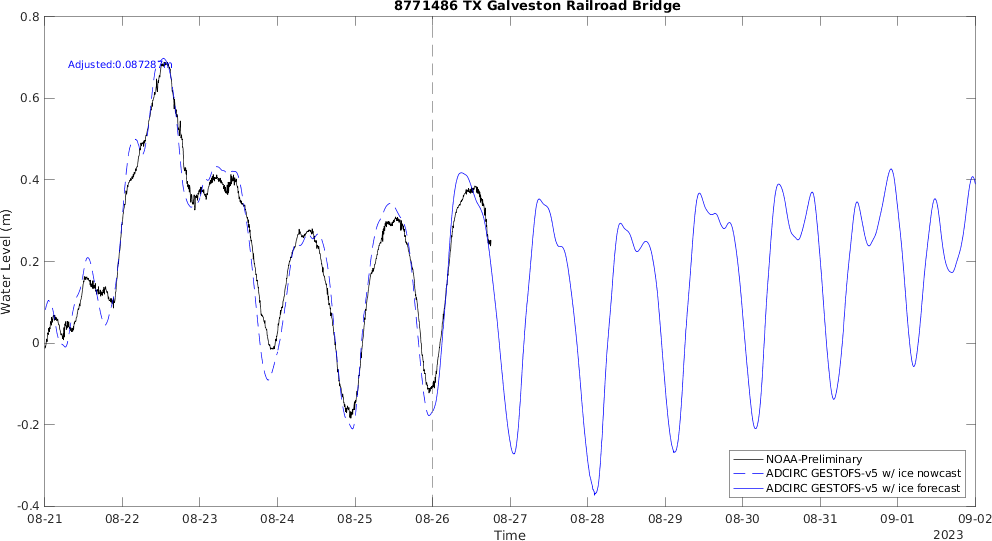 8771486 TX Galveston Railroad Bridge
0.8
Adjusted:0.087287m
0.6
0.4
0.2
0
-0.2
-0.4
Water Level (m)
NOAA-Preliminary
ADCIRC GESTOFS-v5 w/ ice nowcast
ADCIRC GESTOFS-v5 w/ ice forecast
08-21 08-22 08-23 08-24 08-25 08-26 08-27 08-28 08-29 08-30 08-31 09-01 09-02
Time
2023